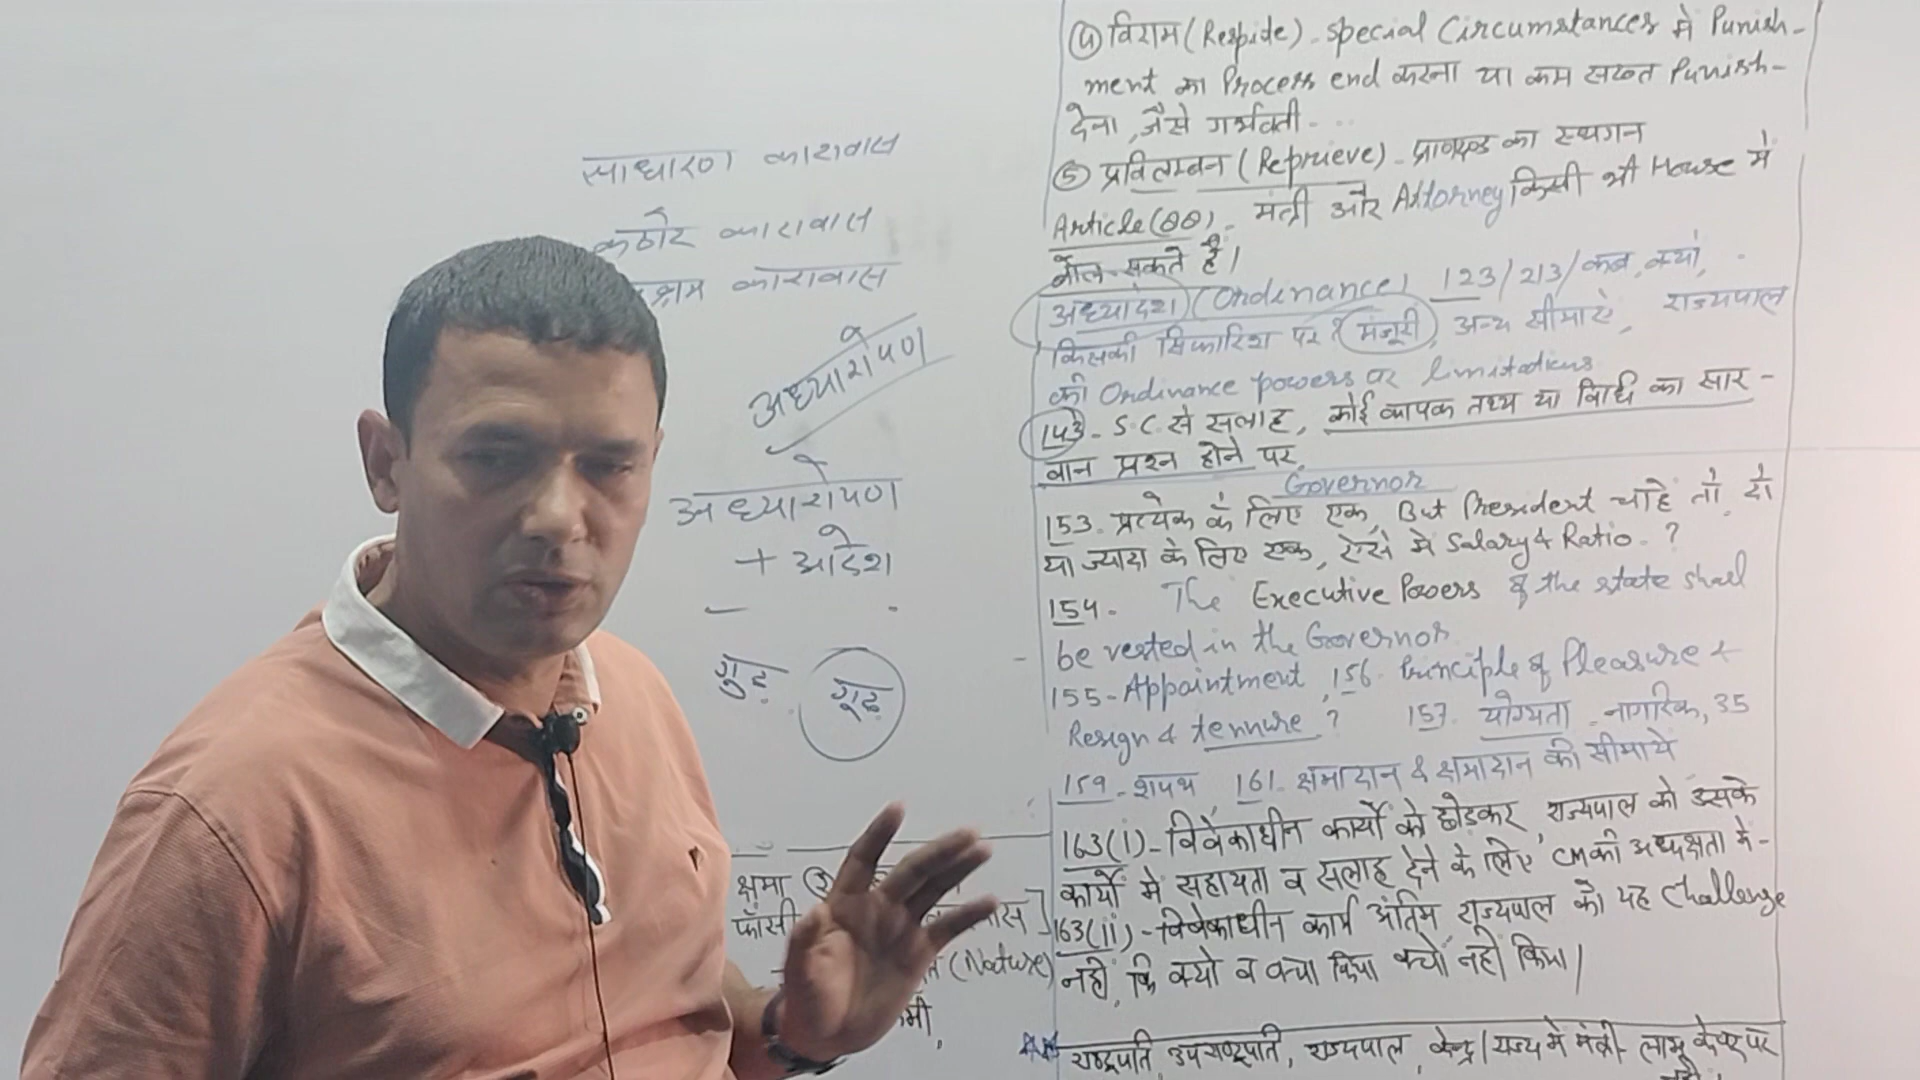 साधारण कारावास
कठोर कारावास
श्रम कारावास
अध्यारोपण
अध्यारोपण
+ आदेश
गुढ़
गूढ़
क्षमा
फाँसी
(Nature)
④ विराम (Respide) - Special Circumstances मे Punish-
ment का Process end करना या कम सख्त Punish-
देना, जैसे गर्भवती - ...
⑤ प्रविलम्बन (Reprieve) - प्राणदण्ड का स्थगन
Article (88) - मंत्री और Attorney किसी भी House में
बोल सकते हैं।
अध्यादेश (Ordinance) 123/213/कब, क्यों,
किसकी सिफारिश पर ? मंजूरी, अन्य सीमाएं, राज्यपाल
की Ordinance powers पर limitations
143 - S.C. से सलाह, कोई व्यापक तथ्य या विधि का सार-
वान प्रश्न होने पर,
Governor
153. प्रत्येक के लिए एक, But President चाहे तो दो
या ज्यादा के लिए एक, ऐसे मे Salary & Ratio - ?
154 - The Executive Powers of the state shall
be vested in the Governor
155 - Appointment, 156. Principle of Pleasure +
Resign & tennure ? 157. योग्यता - नागरिक, 35
159 - शपथ 161. क्षमादान & क्षमादान की सीमायें
163(i) - विवेकाधीन कार्यों को छोड़कर, राज्यपाल को उसके
कार्यों मे सहायता व सलाह देने के लिए CM की अध्यक्षता मे -
163(ii) - विवेकाधीन कार्य अंतिम राज्यपाल को यह Challenge
नहीं, कि क्यो व क्या किया क्यों नही किया।
राष्ट्रपति, उपराष्ट्रपति, राज्यपाल, केन्द्र/राज्य मे मंत्री - लाभ के पद पर